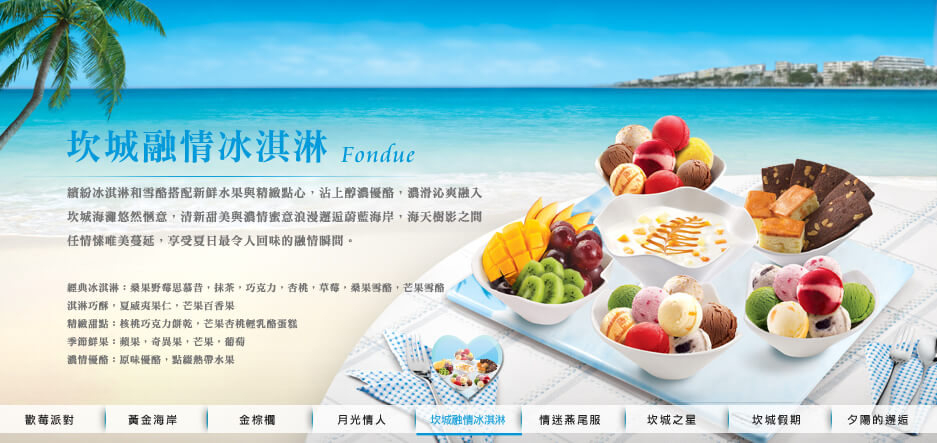 坎城融情冰淇淋 Fondue
繽紛冰淇淋和雪酪搭配新鮮水果與精緻點心，沾上醇濃優酪，濃滑沁爽融入
坎城海灘悠然愜意，清新甜美與濃情蜜意浪漫邂逅蔚藍海岸，海天樹影之間
任情愫唯美蔓延，享受夏日最令人回味的融情瞬間。
經典冰淇淋：桑果野莓思慕昔，抹茶，巧克力，杏桃，草莓，桑果雪酪，芒果雪酪
淇淋巧酥，夏威夷果仁，芒果百香果
精緻甜點：核桃巧克力餅乾，芒果杏桃輕乳酪蛋糕
季節鮮果：蘋果，奇異果，芒果，葡萄
濃情優酪：原味優酪，點綴熱帶水果
歡莓派對 黃金海岸 金棕櫚 月光情人 坎城融情冰淇淋 情迷燕尾服 坎城之星 坎城假期 夕陽的邂逅